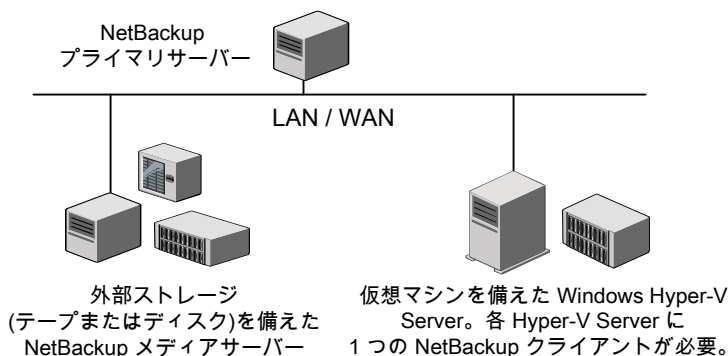 NetBackup
プライマリサーバー
LAN / WAN
外部ストレージ
(テープまたはディスク)を備えた
NetBackup メディアサーバー
仮想マシンを備えた Windows Hyper-V
Server。各 Hyper-V Server に
1 つの NetBackup クライアントが必要。